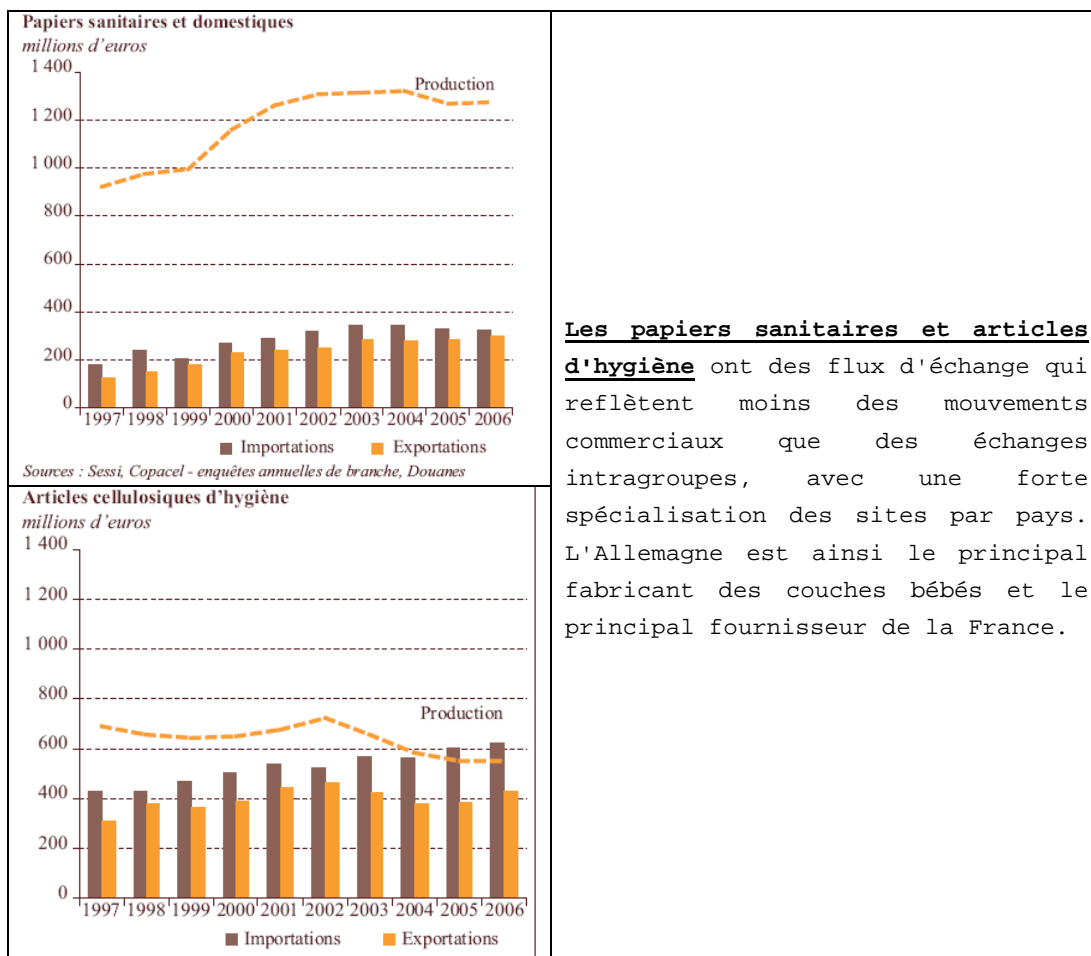 Papiers sanitaires et domestiques
millions d'euros
1 400
Production
1 200
1 000
800
600
400
200
0
1997 1998 1999 2000 2001 2002 2003 2004 2005 2006
Importations Exportations
Sources : Sessi, Copacel - enquêtes annuelles de branche, Douanes
Articles cellulosiques d'hygiène
millions d'euros
1 400
1 200
1 000
800
Production
600
400
200
0
1997 1998 1999 2000 2001 2002 2003 2004 2005 2006
Importations Exportations
Les papiers sanitaires et articles
d'hygiène ont des flux d'échange qui
reflètent moins des mouvements
commerciaux que des échanges
intragroupes, avec une forte
spécialisation des sites par pays.
L'Allemagne est ainsi le principal
fabricant des couches bébés et le
principal fournisseur de la France.